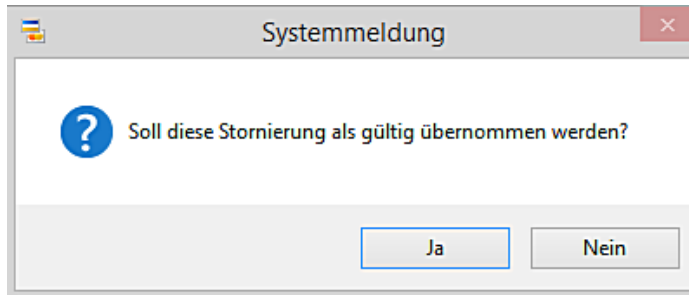 Systemmeldung
Soll diese Stornierung als gültig übernommen werden?
Ja
Nein